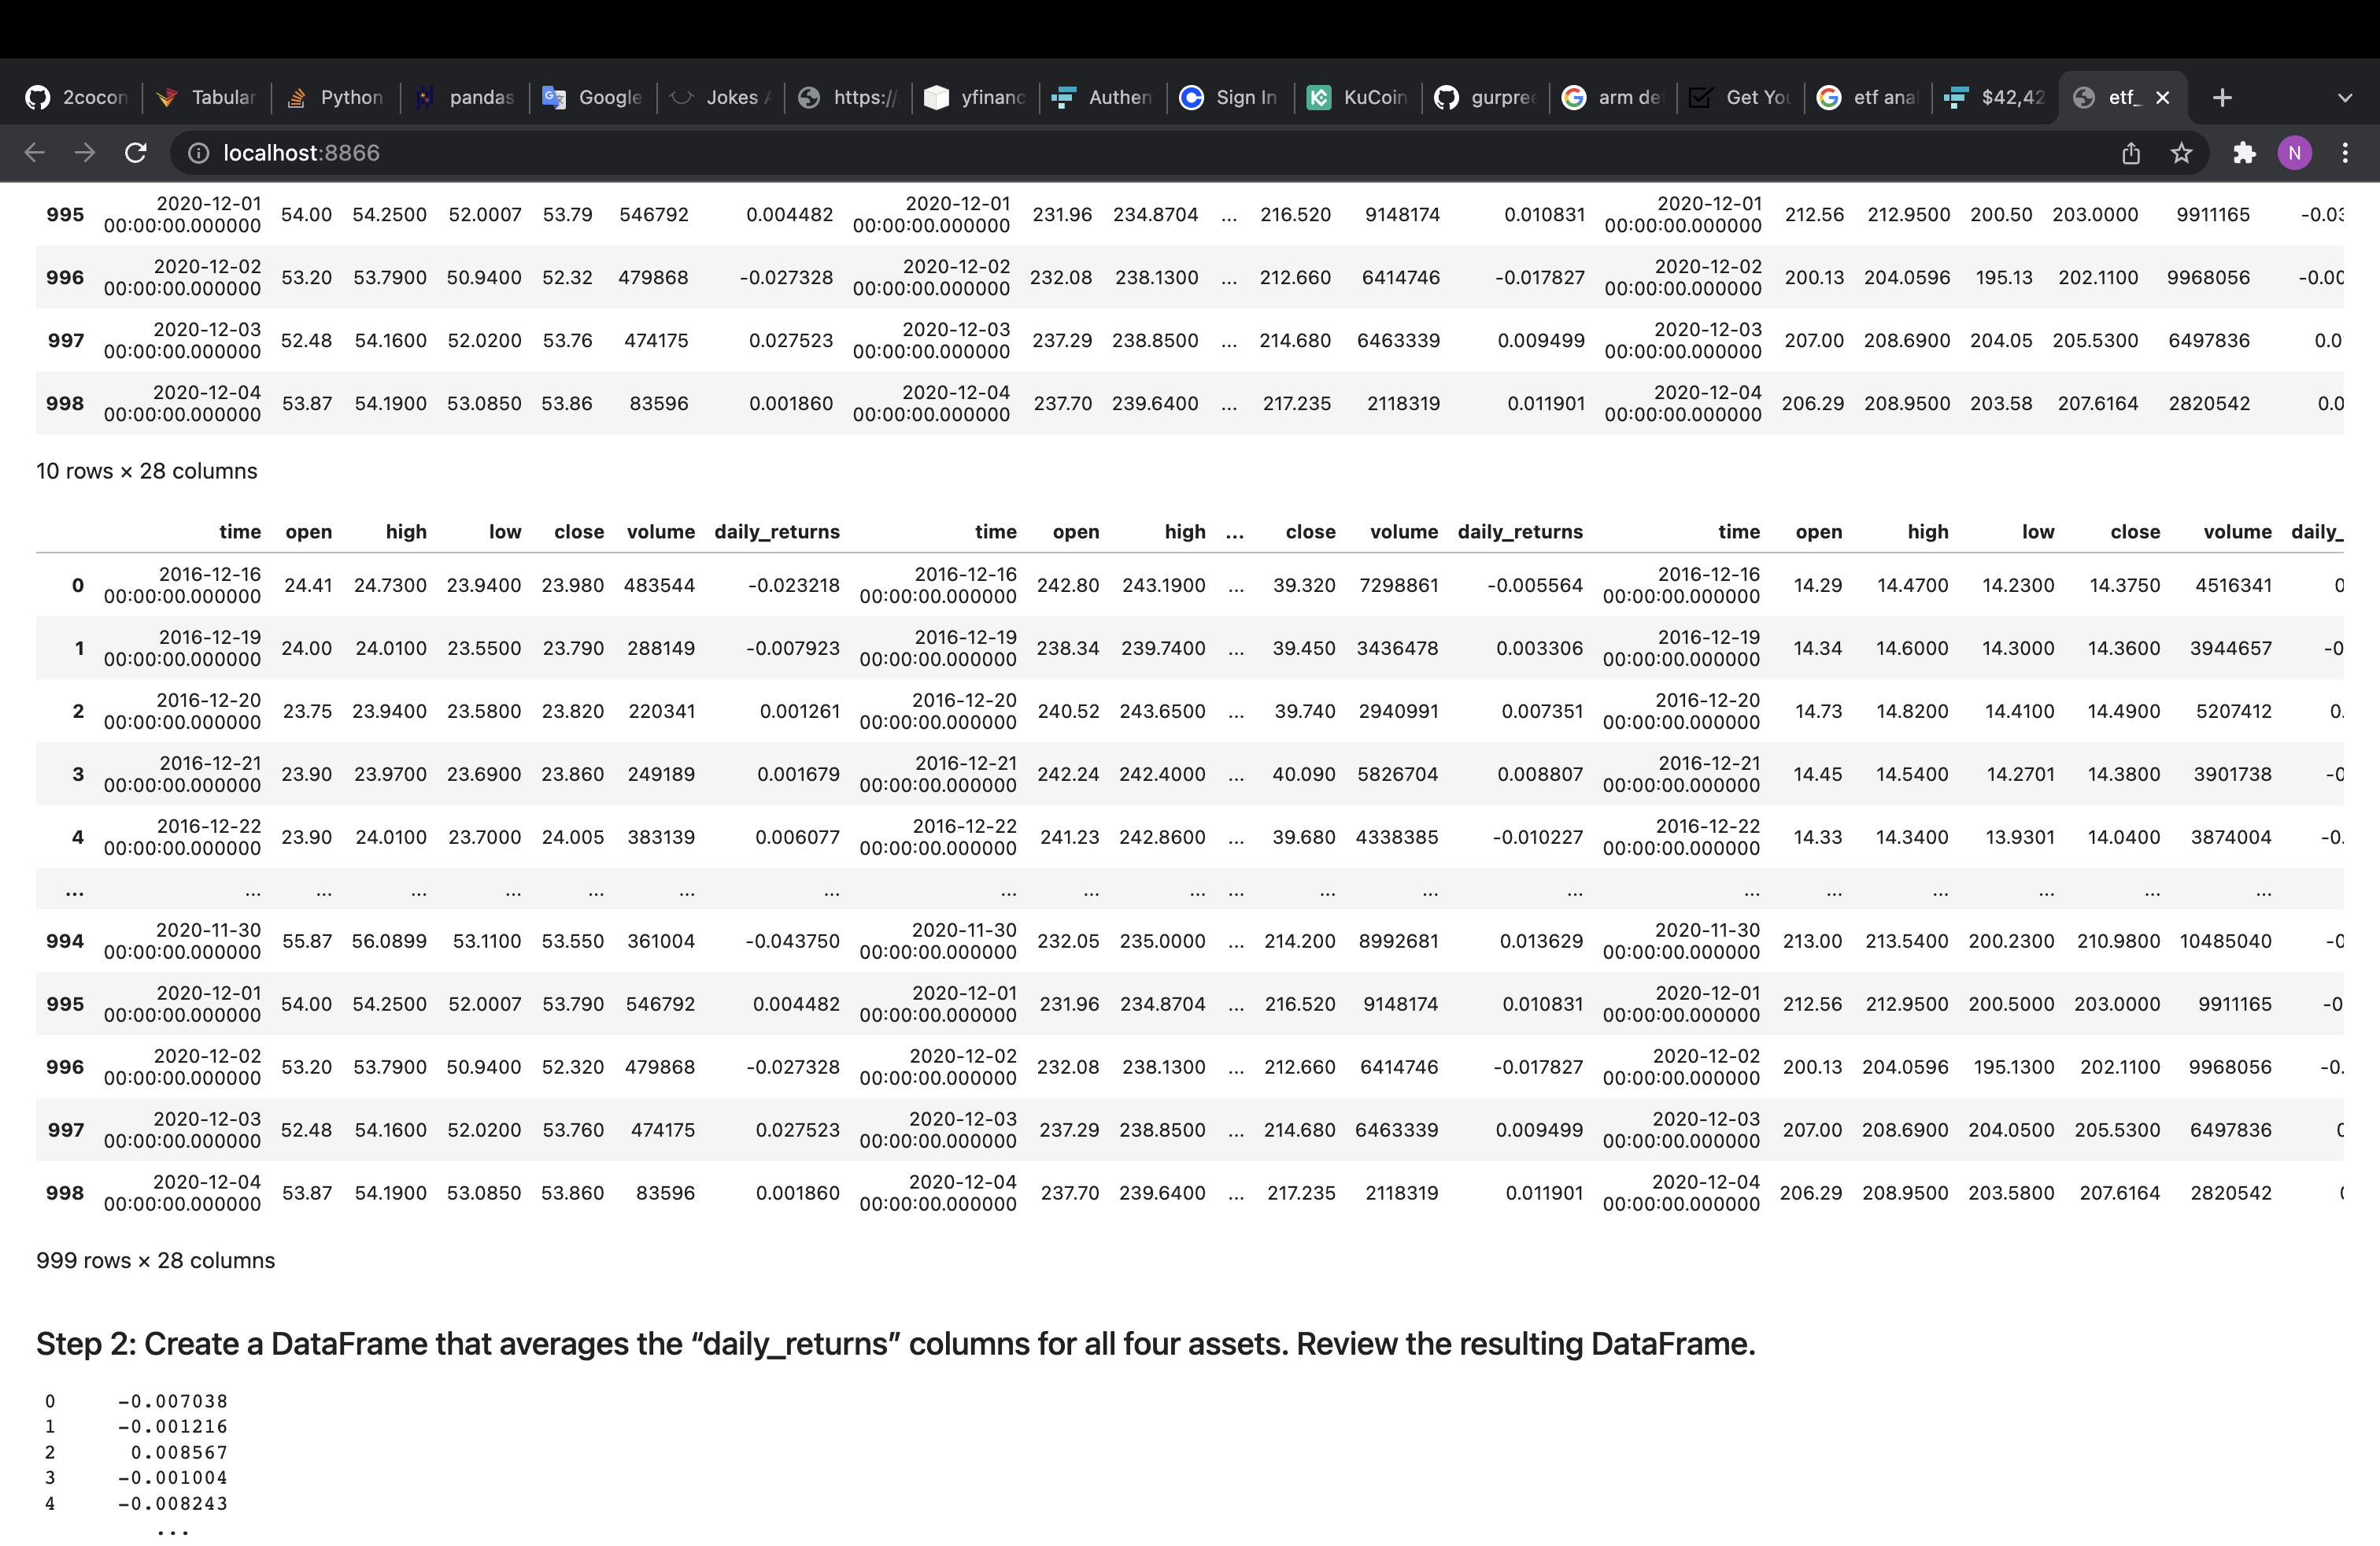 2cocon Tabular Python pandas Google Jokes A https:// yfinanc Authen Sign In KuCoin gurpree arm de Get You etf ana $42,42 etf_
localhost:8866 N
995 2020-12-01 00:00:00.000000 54.00 54.2500 52.0007 53.79 546792 0.004482 2020-12-01 00:00:00.000000 231.96 234.8704 ... 216.520 9148174 0.010831 2020-12-01 00:00:00.000000 212.56 212.9500 200.50 203.0000 9911165 -0.03
996 2020-12-02 00:00:00.000000 53.20 53.7900 50.9400 52.32 479868 -0.027328 2020-12-02 00:00:00.000000 232.08 238.1300 ... 212.660 6414746 -0.017827 2020-12-02 00:00:00.000000 200.13 204.0596 195.13 202.1100 9968056 -0.00
997 2020-12-03 00:00:00.000000 52.48 54.1600 52.0200 53.76 474175 0.027523 2020-12-03 00:00:00.000000 237.29 238.8500 ... 214.680 6463339 0.009499 2020-12-03 00:00:00.000000 207.00 208.6900 204.05 205.5300 6497836 0.0
998 2020-12-04 00:00:00.000000 53.87 54.1900 53.0850 53.86 83596 0.001860 2020-12-04 00:00:00.000000 237.70 239.6400 ... 217.235 2118319 0.011901 2020-12-04 00:00:00.000000 206.29 208.9500 203.58 207.6164 2820542 0.0
10 rows × 28 columns
time open high low close volume daily_returns time open high ... close volume daily_returns time open high low close volume daily_
0 2016-12-16 00:00:00.000000 24.41 24.7300 23.9400 23.980 483544 -0.023218 2016-12-16 00:00:00.000000 242.80 243.1900 ... 39.320 7298861 -0.005564 2016-12-16 00:00:00.000000 14.29 14.4700 14.2300 14.3750 4516341 0
1 2016-12-19 00:00:00.000000 24.00 24.0100 23.5500 23.790 288149 -0.007923 2016-12-19 00:00:00.000000 238.34 239.7400 ... 39.450 3436478 0.003306 2016-12-19 00:00:00.000000 14.34 14.6000 14.3000 14.3600 3944657 -0
2 2016-12-20 00:00:00.000000 23.75 23.9400 23.5800 23.820 220341 0.001261 2016-12-20 00:00:00.000000 240.52 243.6500 ... 39.740 2940991 0.007351 2016-12-20 00:00:00.000000 14.73 14.8200 14.4100 14.4900 5207412 0.
3 2016-12-21 00:00:00.000000 23.90 23.9700 23.6900 23.860 249189 0.001679 2016-12-21 00:00:00.000000 242.24 242.4000 ... 40.090 5826704 0.008807 2016-12-21 00:00:00.000000 14.45 14.5400 14.2701 14.3800 3901738 -0
4 2016-12-22 00:00:00.000000 23.90 24.0100 23.7000 24.005 383139 0.006077 2016-12-22 00:00:00.000000 241.23 242.8600 ... 39.680 4338385 -0.010227 2016-12-22 00:00:00.000000 14.33 14.3400 13.9301 14.0400 3874004 -0.
... ... ... ... ... ... ... ... ... ... ... ... ... ... ... ... ... ... ... ... ...
994 2020-11-30 00:00:00.000000 55.87 56.0899 53.1100 53.550 361004 -0.043750 2020-11-30 00:00:00.000000 232.05 235.0000 ... 214.200 8992681 0.013629 2020-11-30 00:00:00.000000 213.00 213.5400 200.2300 210.9800 10485040 -0
995 2020-12-01 00:00:00.000000 54.00 54.2500 52.0007 53.790 546792 0.004482 2020-12-01 00:00:00.000000 231.96 234.8704 ... 216.520 9148174 0.010831 2020-12-01 00:00:00.000000 212.56 212.9500 200.5000 203.0000 9911165 -0
996 2020-12-02 00:00:00.000000 53.20 53.7900 50.9400 52.320 479868 -0.027328 2020-12-02 00:00:00.000000 232.08 238.1300 ... 212.660 6414746 -0.017827 2020-12-02 00:00:00.000000 200.13 204.0596 195.1300 202.1100 9968056 -0.
997 2020-12-03 00:00:00.000000 52.48 54.1600 52.0200 53.760 474175 0.027523 2020-12-03 00:00:00.000000 237.29 238.8500 ... 214.680 6463339 0.009499 2020-12-03 00:00:00.000000 207.00 208.6900 204.0500 205.5300 6497836 0
998 2020-12-04 00:00:00.000000 53.87 54.1900 53.0850 53.860 83596 0.001860 2020-12-04 00:00:00.000000 237.70 239.6400 ... 217.235 2118319 0.011901 2020-12-04 00:00:00.000000 206.29 208.9500 203.5800 207.6164 2820542
999 rows × 28 columns
Step 2: Create a DataFrame that averages the “daily_returns” columns for all four assets. Review the resulting DataFrame.
0 -0.007038
1 -0.001216
2 0.008567
3 -0.001004
4 -0.008243
...